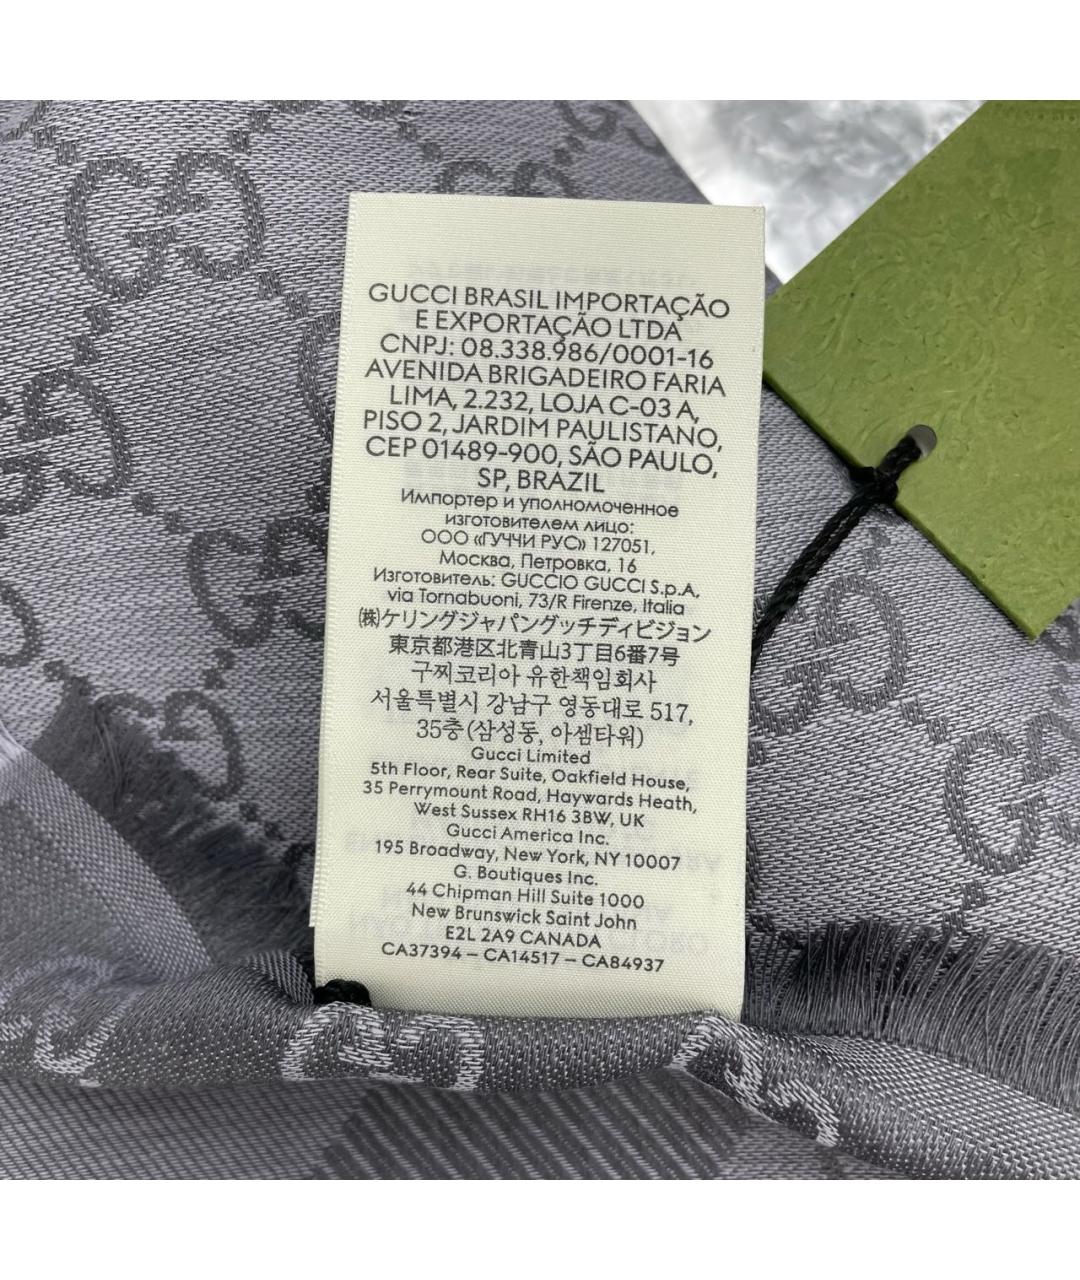 GUCCI BRASIL IMPORTAÇÃO
E EXPORTAÇÃO LTDA
CNPJ: 08.338.986/0001-16
AVENIDA BRIGADEIRO FARIA
LIMA, 2.232, LOJA C-03 A,
PISO 2, JARDIM PAULISTANO,
CEP 01489-900, SÃO PAULO,
SP, BRAZIL
Импортер и уполномоченное
изготовителем лицо:
ООО «ГУЧЧИ РУС» 127051,
Москва, Петровка, 16
Изготовитель: GUCCIO GUCCI S.p.A,
via Tornabuoni, 73/R Firenze, Italia
㈱ケリングジャパングッチディビジョン
東京都港区北青山3丁目6番7号
구찌코리아 유한책임회사
서울특별시 강남구 영동대로 517,
35층(삼성동, 아셈타워)
Gucci Limited
5th Floor, Rear Suite, Oakfield House,
35 Perrymount Road, Haywards Heath,
West Sussex RH16 3BW, UK
Gucci America Inc.
195 Broadway, New York, NY 10007
G. Boutiques Inc.
44 Chipman Hill Suite 1000
New Brunswick Saint John
E2L 2A9 CANADA
CA37394 – CA14517 – CA84937